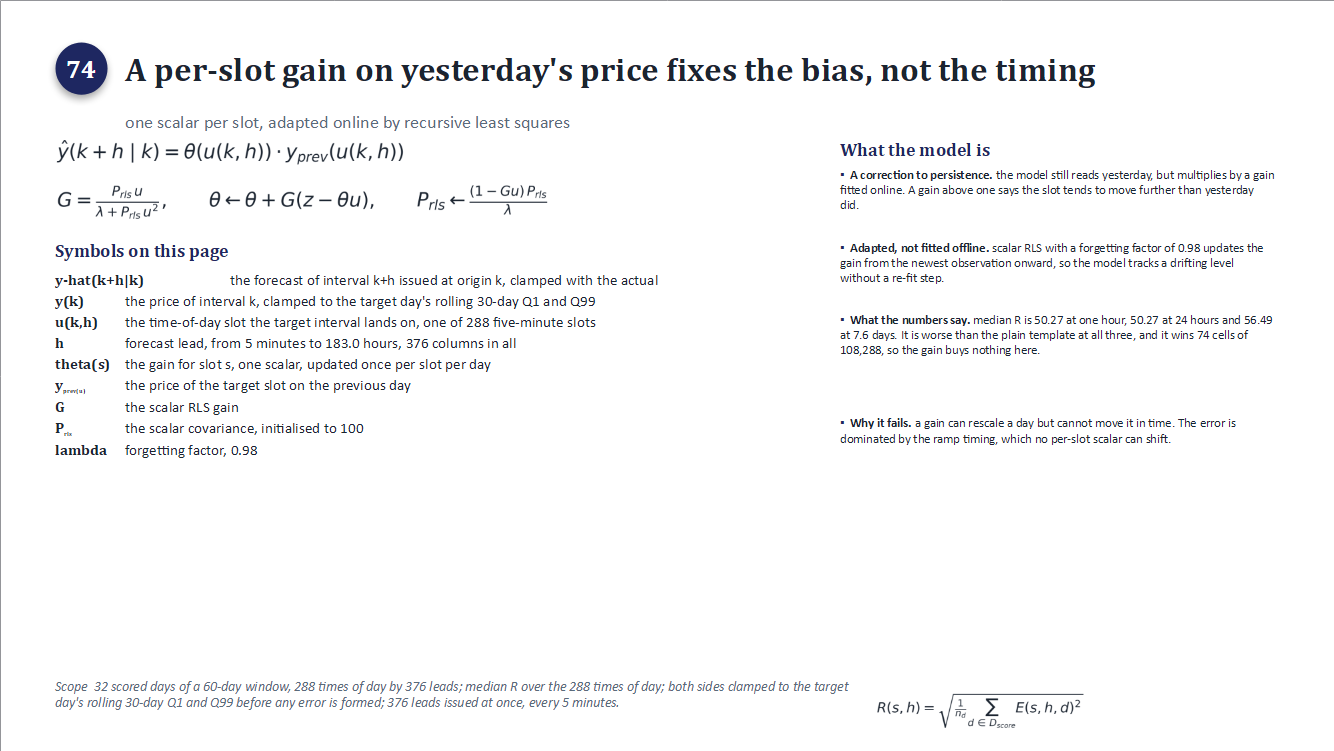 74
A per-slot gain on yesterday's price fixes the bias, not the timing
one scalar per slot, adapted online by recursive least squares
ŷ(k + h | k) = θ(u(k, h)) · y_prev(u(k, h))
G = P_rls u / (λ + P_rls u²), θ ← θ + G(z − θu), P_rls ← (1 − Gu)P_rls / λ
Symbols on this page
y-hat(k+h|k) the forecast of interval k+h issued at origin k, clamped with the actual
y(k) the price of interval k, clamped to the target day's rolling 30-day Q1 and Q99
u(k,h) the time-of-day slot the target interval lands on, one of 288 five-minute slots
h forecast lead, from 5 minutes to 183.0 hours, 376 columns in all
theta(s) the gain for slot s, one scalar, updated once per slot per day
y_prev(u) the price of the target slot on the previous day
G the scalar RLS gain
P_rls the scalar covariance, initialised to 100
lambda forgetting factor, 0.98
What the model is
▪ A correction to persistence. the model still reads yesterday, but multiplies by a gain
fitted online. A gain above one says the slot tends to move further than yesterday
did.
▪ Adapted, not fitted offline. scalar RLS with a forgetting factor of 0.98 updates the
gain from the newest observation onward, so the model tracks a drifting level
without a re-fit step.
▪ What the numbers say. median R is 50.27 at one hour, 50.27 at 24 hours and 56.49
at 7.6 days. It is worse than the plain template at all three, and it wins 74 cells of
108,288, so the gain buys nothing here.
▪ Why it fails. a gain can rescale a day but cannot move it in time. The error is
dominated by the ramp timing, which no per-slot scalar can shift.
Scope 32 scored days of a 60-day window, 288 times of day by 376 leads; median R over the 288 times of day; both sides clamped to the target
day's rolling 30-day Q1 and Q99 before any error is formed; 376 leads issued at once, every 5 minutes.
R(s, h) = √(1/n_d ∑_{d ∈ D_score} E(s, h, d)²)